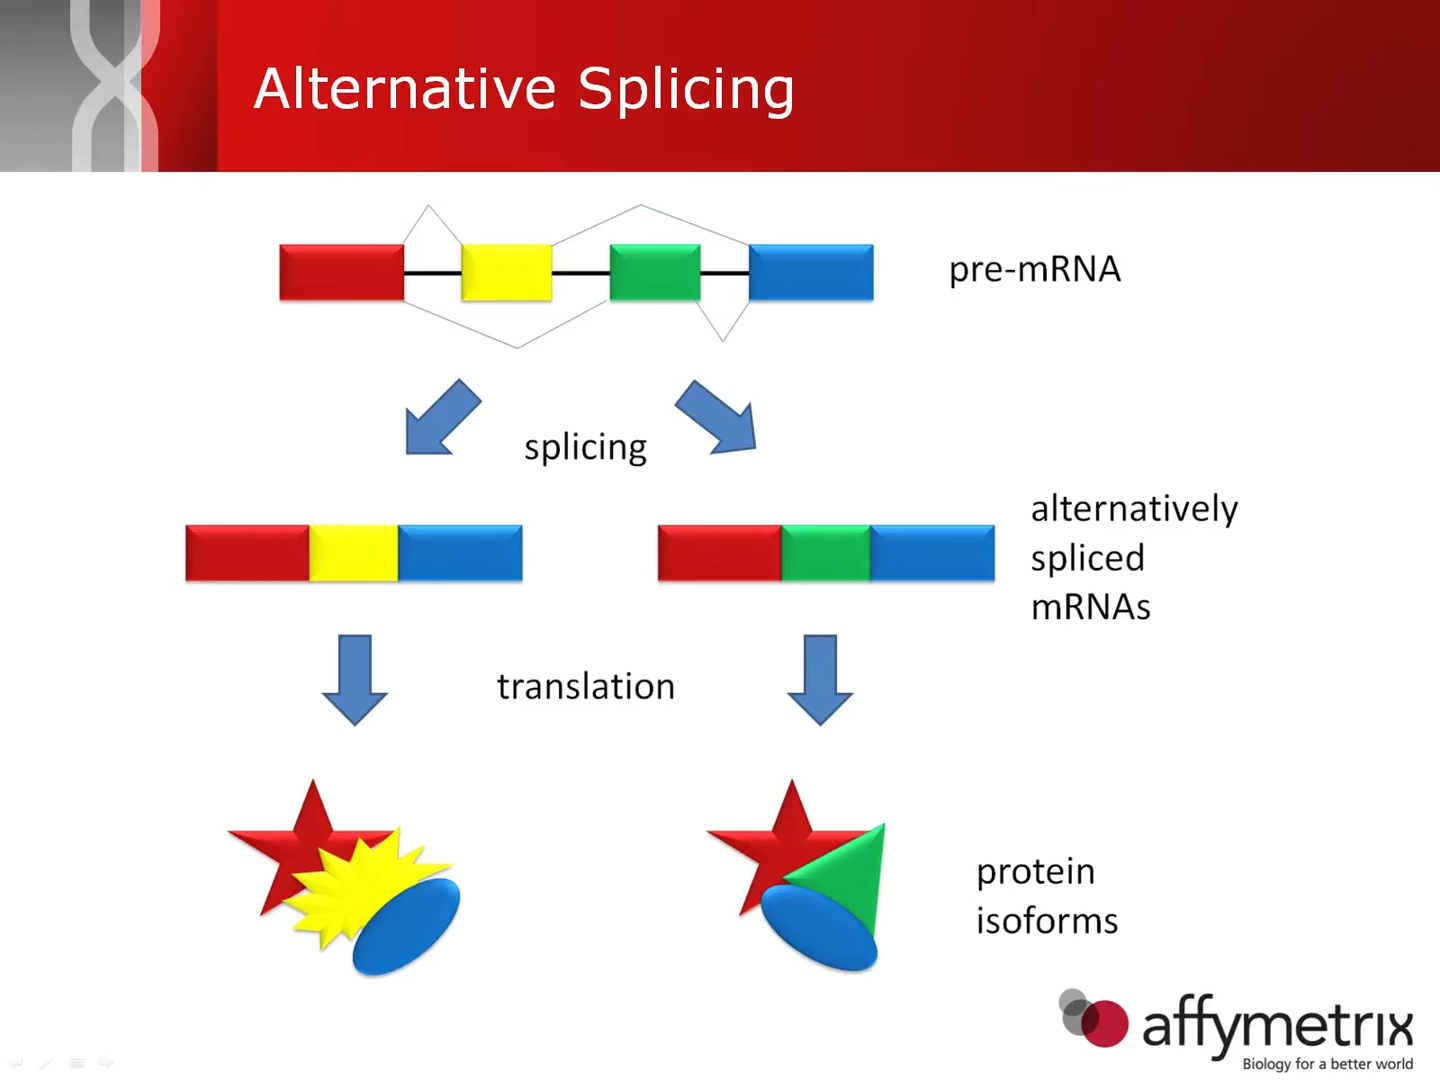 Alternative Splicing
pre-mRNA
splicing
alternatively
spliced
mRNAs
translation
protein
isoforms
affymetrix
Biology for a better world